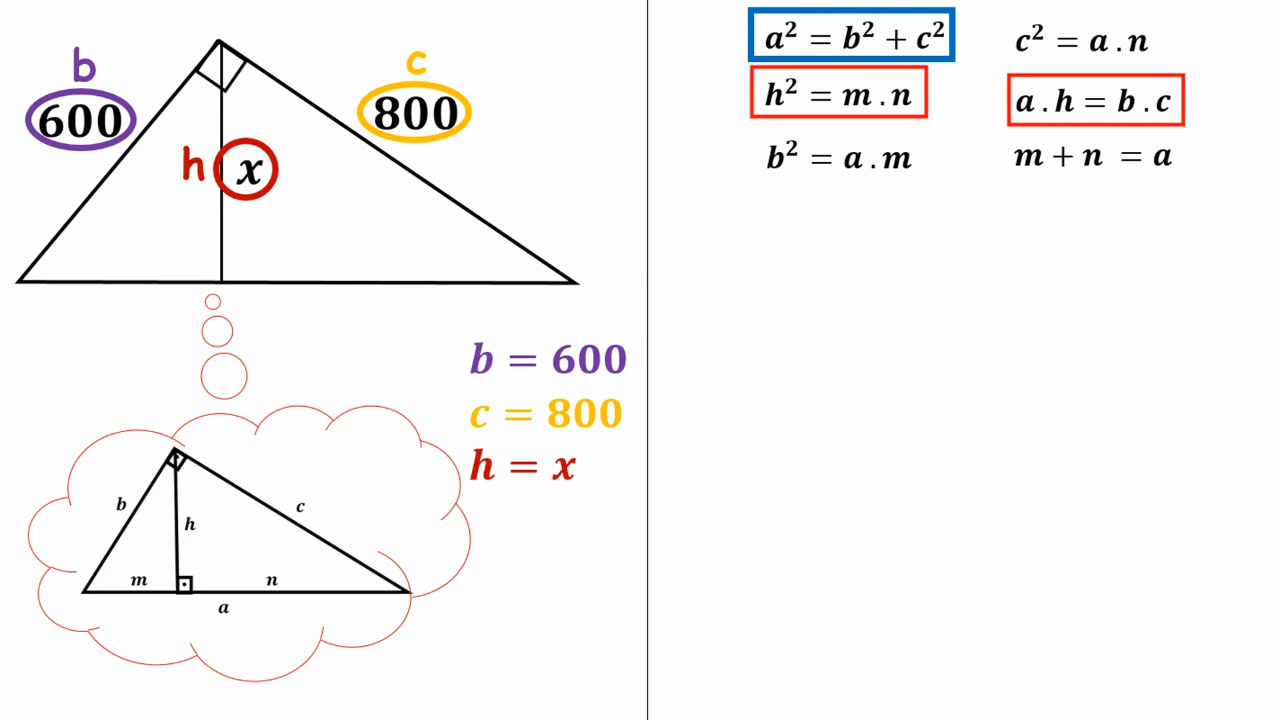 b
600
c
800
h x
b = 600
c = 800
h = x
b
h
c
m
n
a
a² = b² + c²
c² = a . n
h² = m . n
a . h = b . c
b² = a . m
m + n = a